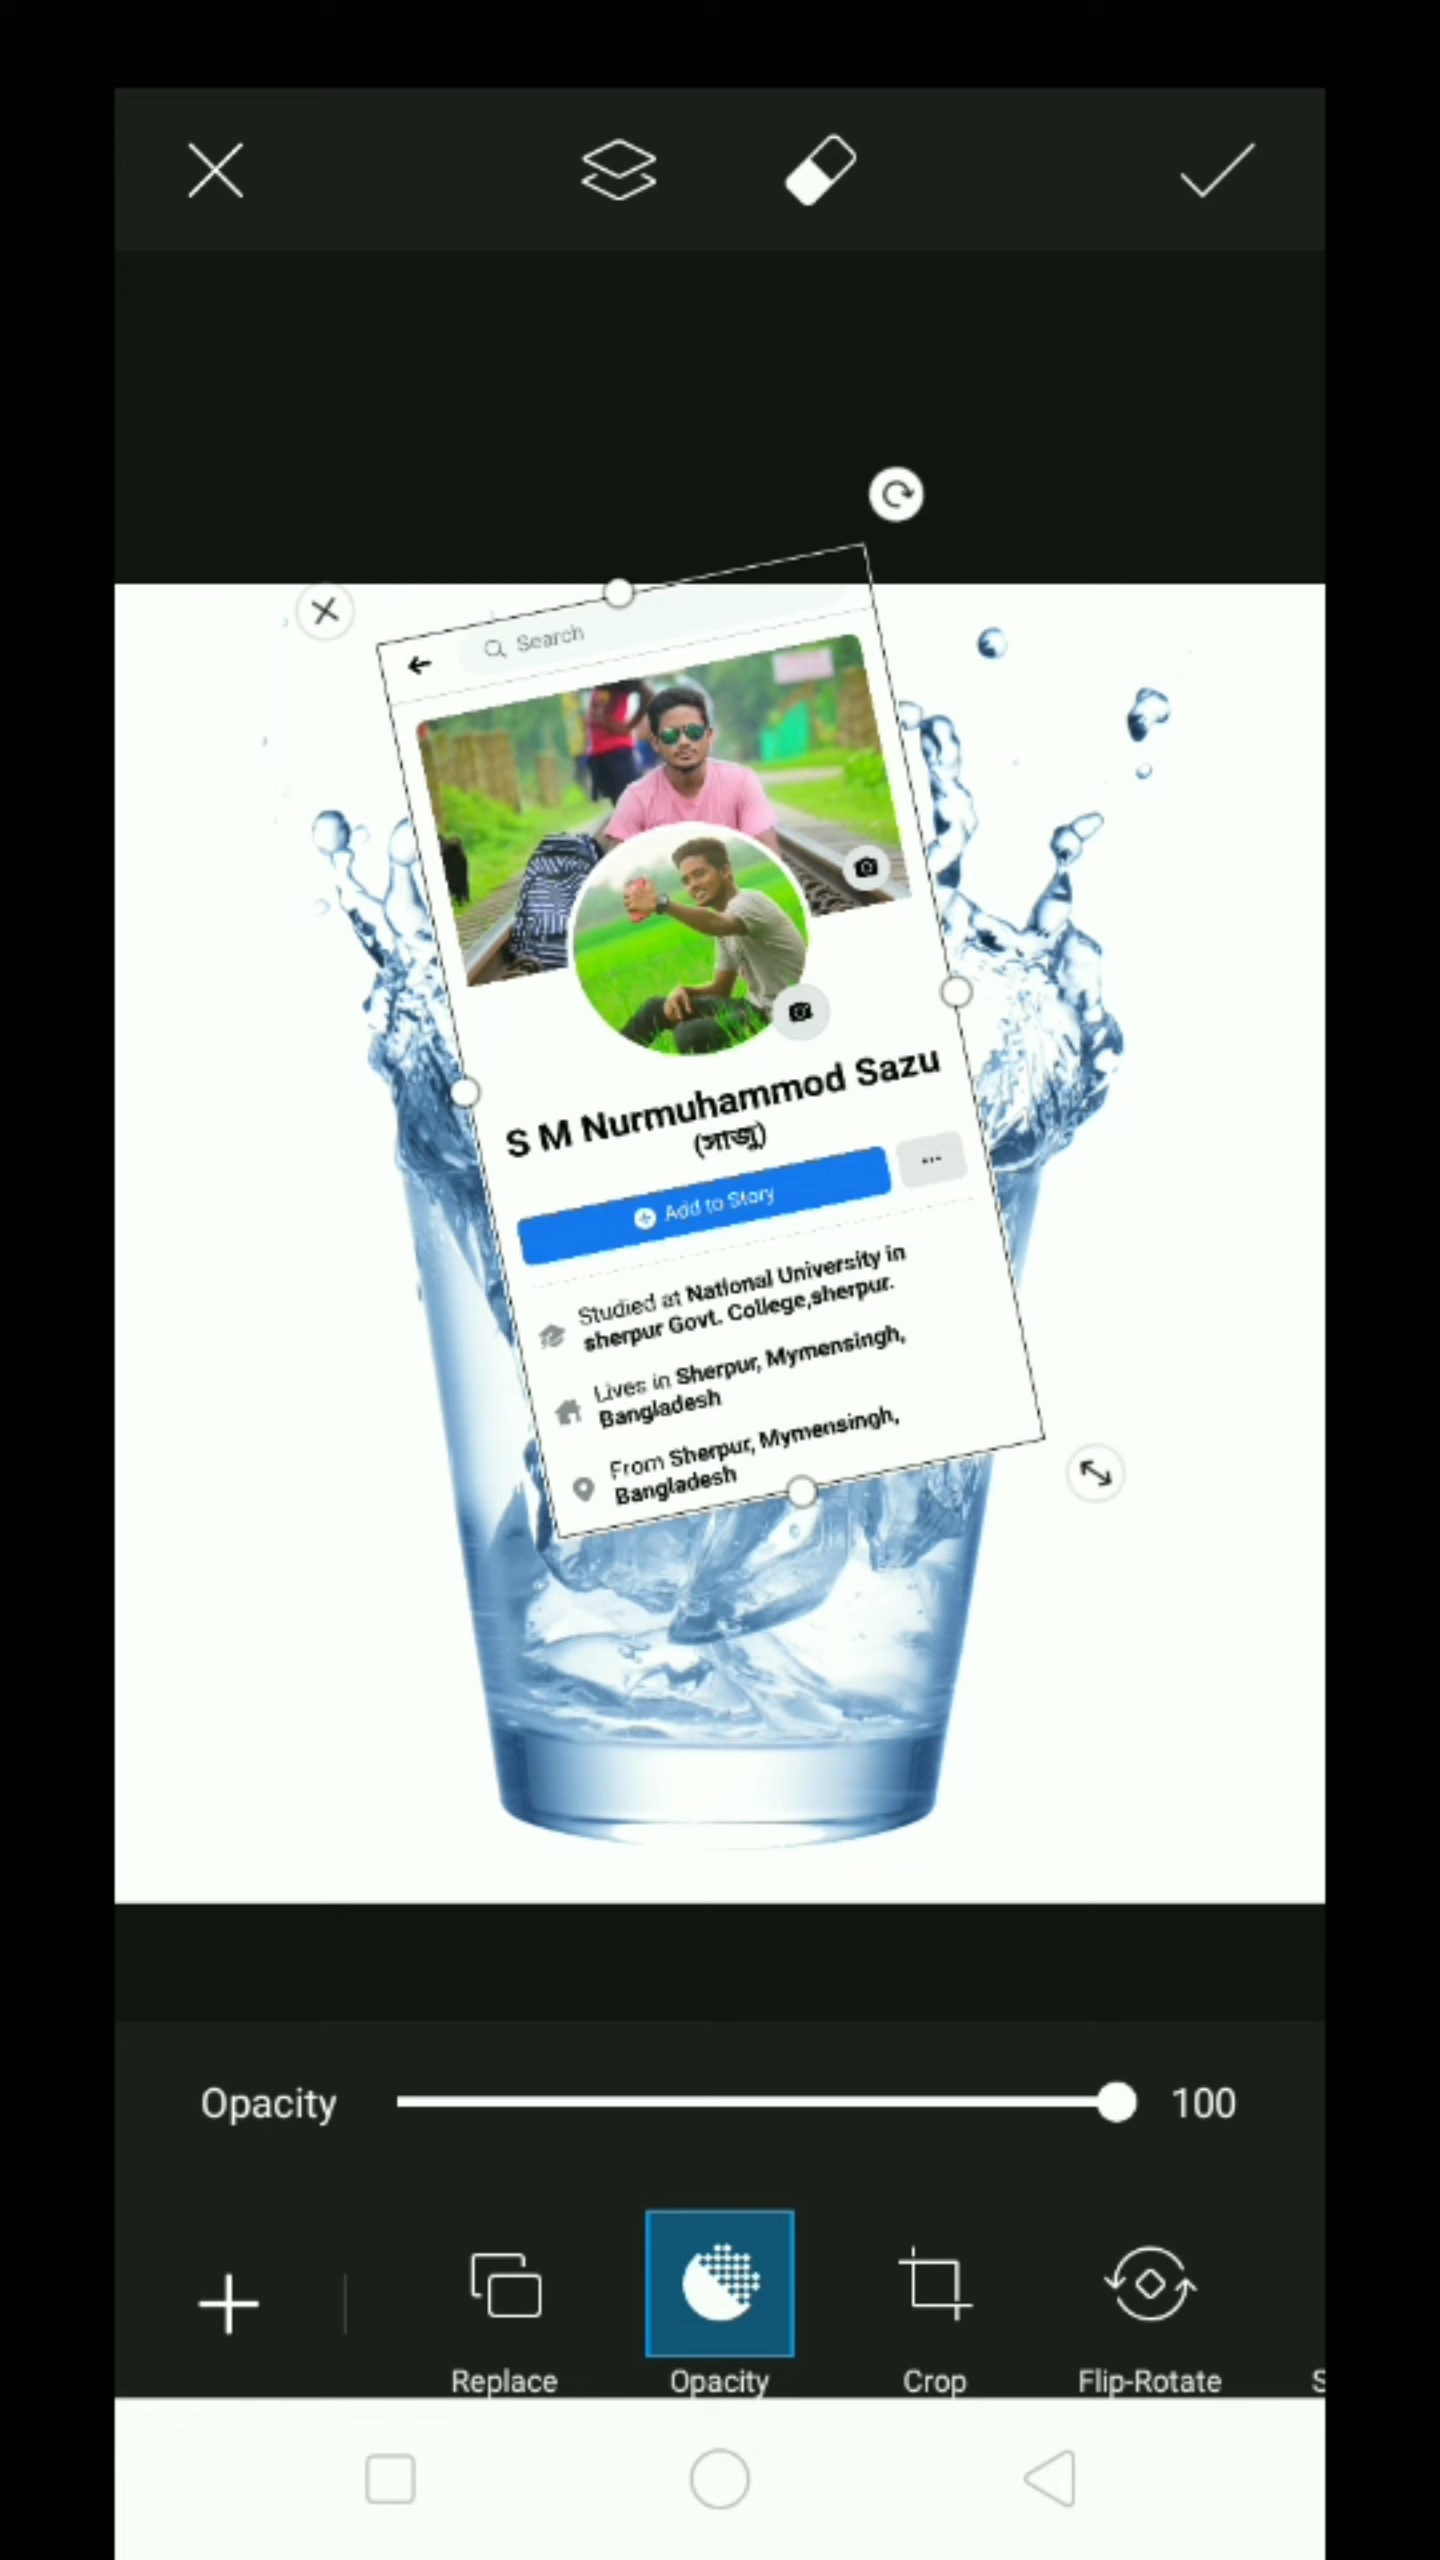 Search
S M Nurmuhammod Sazu
(সাজু)
Add to Story
Studied at National University in
sherpur Govt. College,sherpur.
Lives in Sherpur, Mymensingh,
Bangladesh
From Sherpur, Mymensingh,
Bangladesh
Opacity 100
Replace Opacity Crop Flip-Rotate S